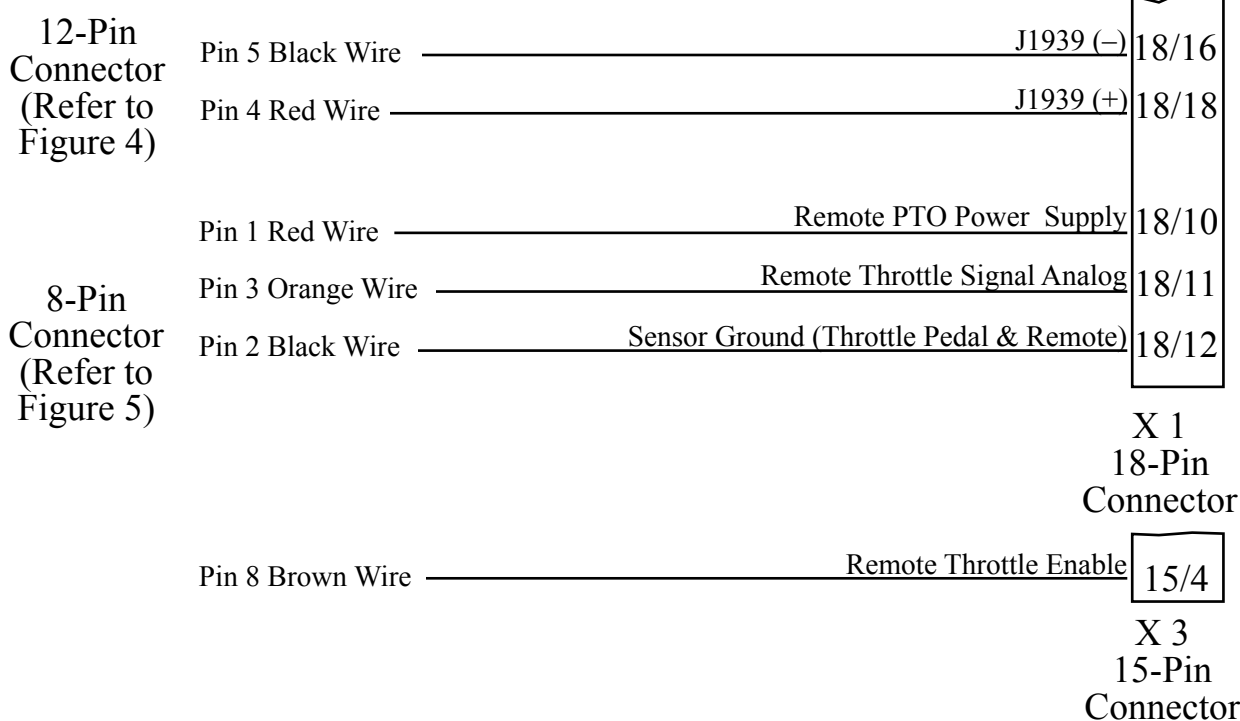 12-Pin
Connector
(Refer to
Figure 4)
Pin 5 Black Wire J1939 (–) 18/16
Pin 4 Red Wire J1939 (+) 18/18
8-Pin
Connector
(Refer to
Figure 5)
Pin 1 Red Wire Remote PTO Power Supply 18/10
Pin 3 Orange Wire Remote Throttle Signal Analog 18/11
Pin 2 Black Wire Sensor Ground (Throttle Pedal & Remote) 18/12
X 1
18-Pin
Connector
Pin 8 Brown Wire Remote Throttle Enable 15/4
X 3
15-Pin
Connector